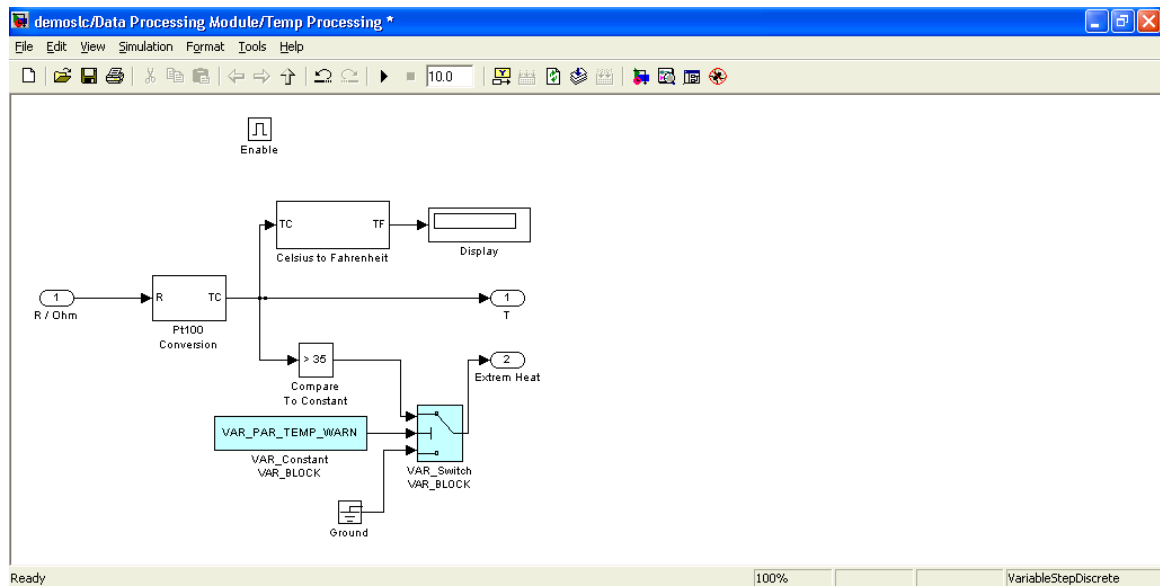 demoslc/Data Processing Module/Temp Processing *
File Edit View Simulation Format Tools Help
10.0
Enable
TC TF
Celsius to Fahrenheit
Display
1
R / Ohm
R TC
Pt100
Conversion
1
T
> 35
Compare
To Constant
2
Extrem Heat
VAR_PAR_TEMP_WARN
VAR_Constant
VAR_BLOCK
VAR_Switch
VAR_BLOCK
Ground
Ready 100% VariableStepDiscrete